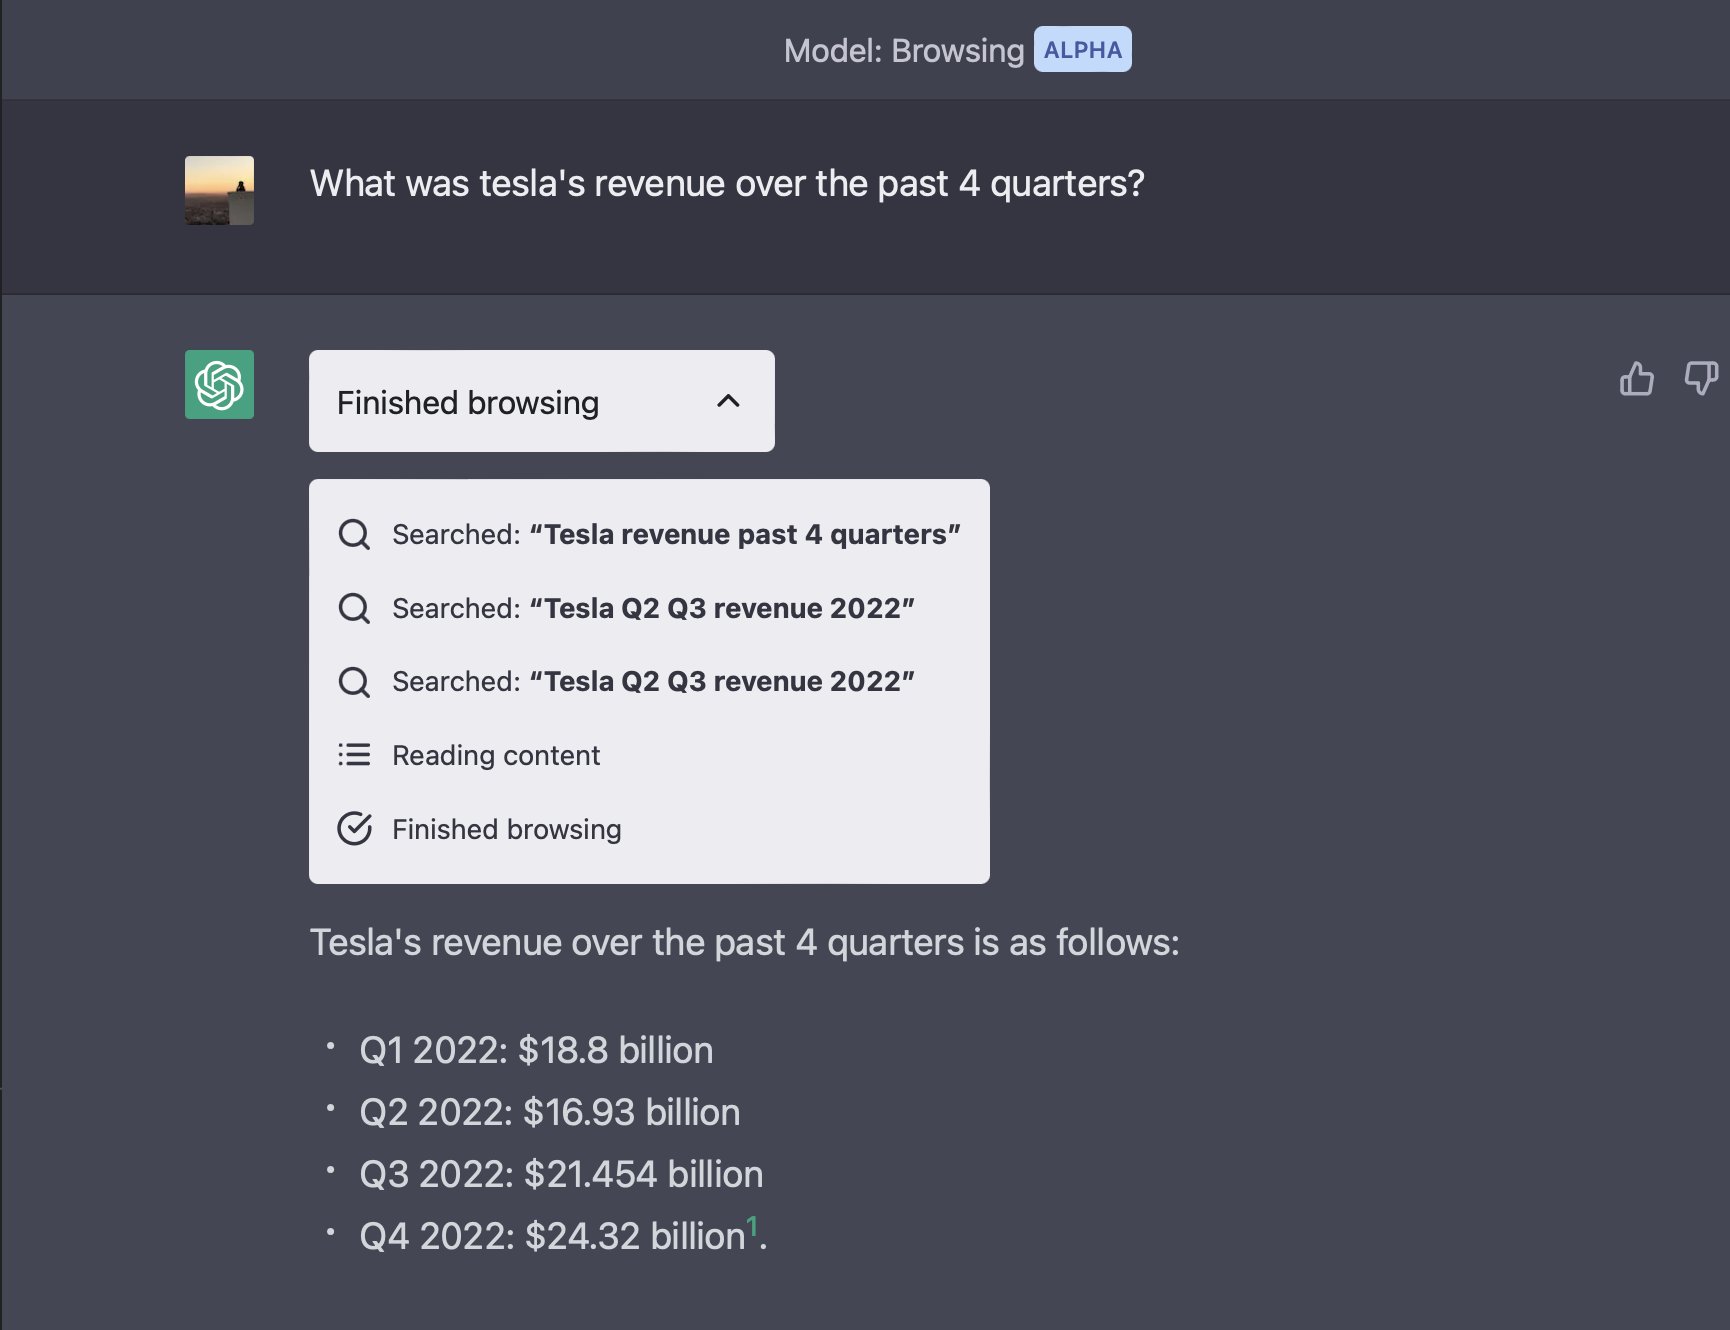 Model: Browsing ALPHA
What was tesla's revenue over the past 4 quarters?
Finished browsing
Searched: “Tesla revenue past 4 quarters”
Searched: “Tesla Q2 Q3 revenue 2022”
Searched: “Tesla Q2 Q3 revenue 2022”
Reading content
Finished browsing
Tesla's revenue over the past 4 quarters is as follows:
• Q1 2022: $18.8 billion
• Q2 2022: $16.93 billion
• Q3 2022: $21.454 billion
• Q4 2022: $24.32 billion¹.